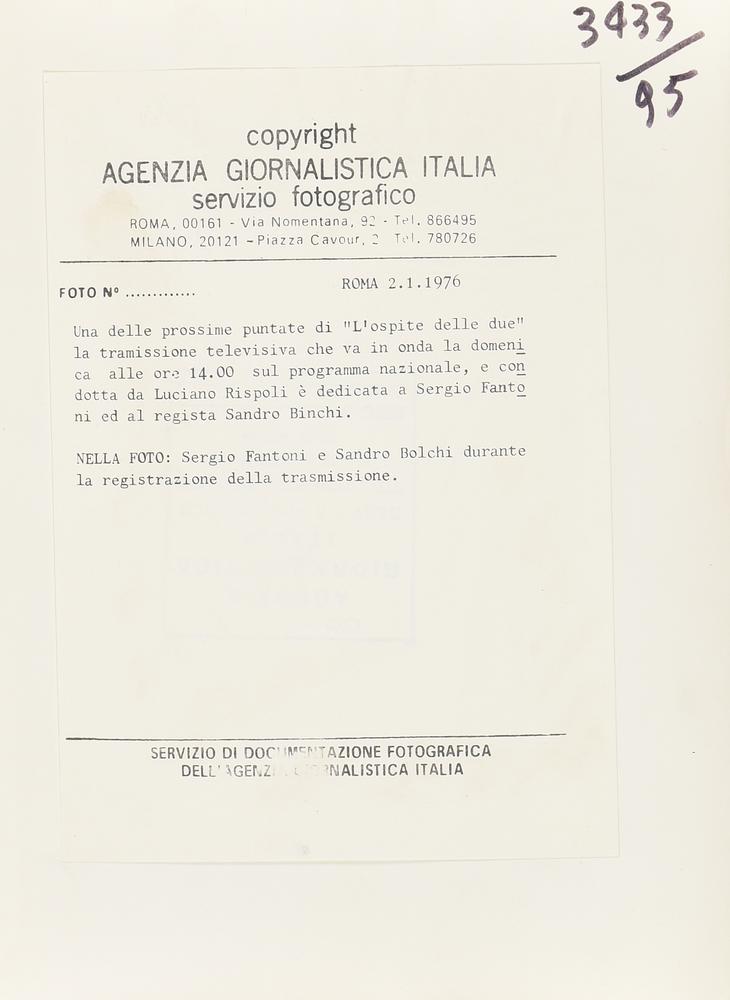 3433
95
copyright
AGENZIA GIORNALISTICA ITALIA
servizio fotografico
ROMA, 00161 - Via Nomentana, 92 - Tel. 866495
MILANO, 20121 - Piazza Cavour, 2 Tel. 780726
FOTO N° .............
ROMA 2.1.1976
Una delle prossime puntate di "L'ospite delle due"
la tramissione televisiva che va in onda la domeni
ca alle ore 14.00 sul programma nazionale, e con
dotta da Luciano Rispoli è dedicata a Sergio Fanto
ni ed al regista Sandro Binchi.
NELLA FOTO: Sergio Fantoni e Sandro Bolchi durante
la registrazione della trasmissione.
SERVIZIO DI DOCUMENTAZIONE FOTOGRAFICA
DELL'AGENZIA GIORNALISTICA ITALIA